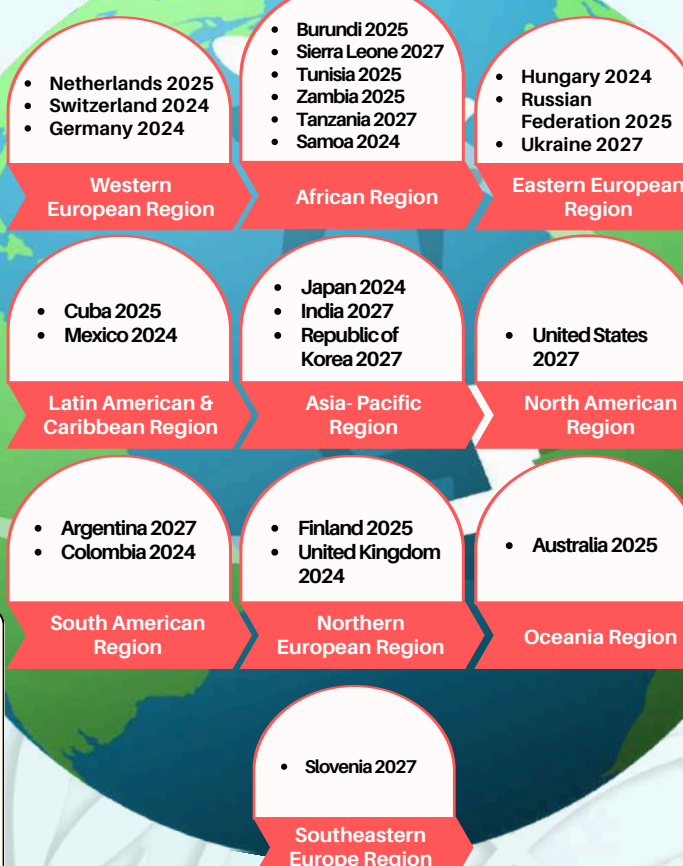 • Netherlands 2025
• Switzerland 2024
• Germany 2024
Western
European Region
• Burundi 2025
• Sierra Leone 2027
• Tunisia 2025
• Zambia 2025
• Tanzania 2027
• Samoa 2024
African Region
• Hungary 2024
• Russian
Federation 2025
• Ukraine 2027
Eastern European
Region
• Cuba 2025
• Mexico 2024
Latin American &
Caribbean Region
• Japan 2024
• India 2027
• Republic of
Korea 2027
Asia- Pacific
Region
• United States
2027
North American
Region
• Argentina 2027
• Colombia 2024
South American
Region
• Finland 2025
• United Kingdom
2024
Northern
European Region
• Australia 2025
Oceania Region
• Slovenia 2027
Southeastern
Europe Region